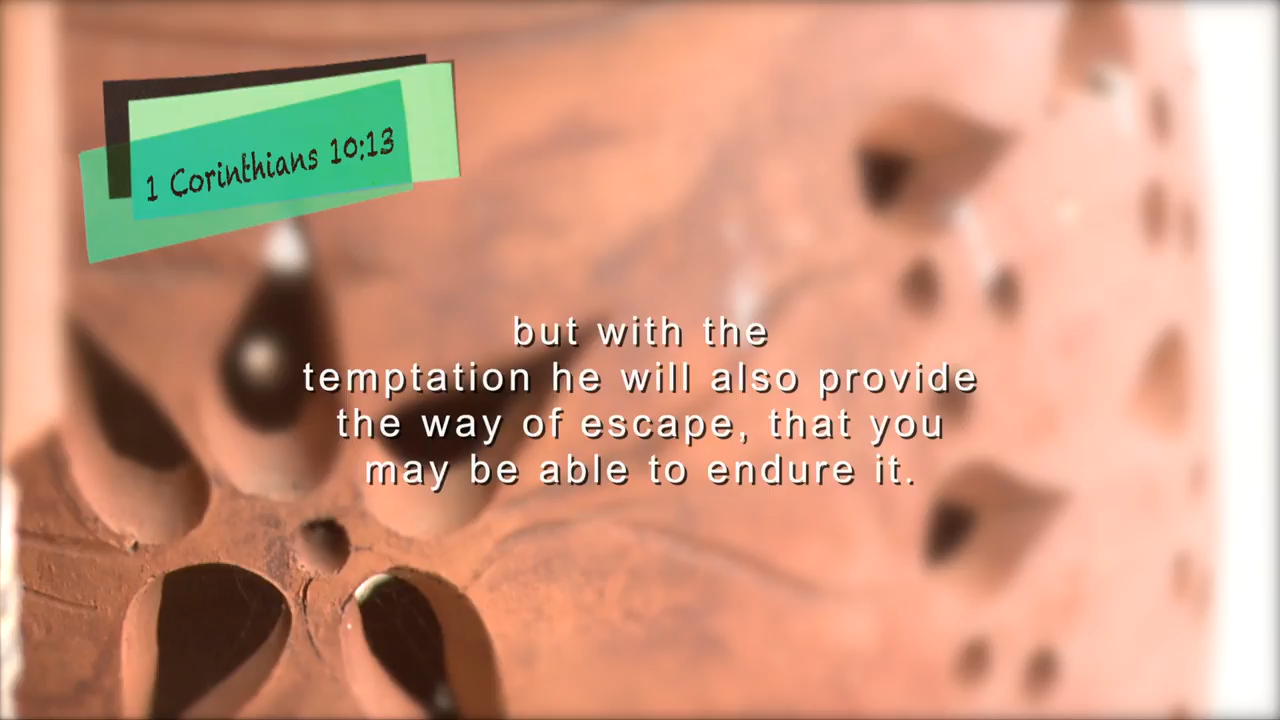 1 Corinthians 10:13
but with the
temptation he will also provide
the way of escape, that you
may be able to endure it.